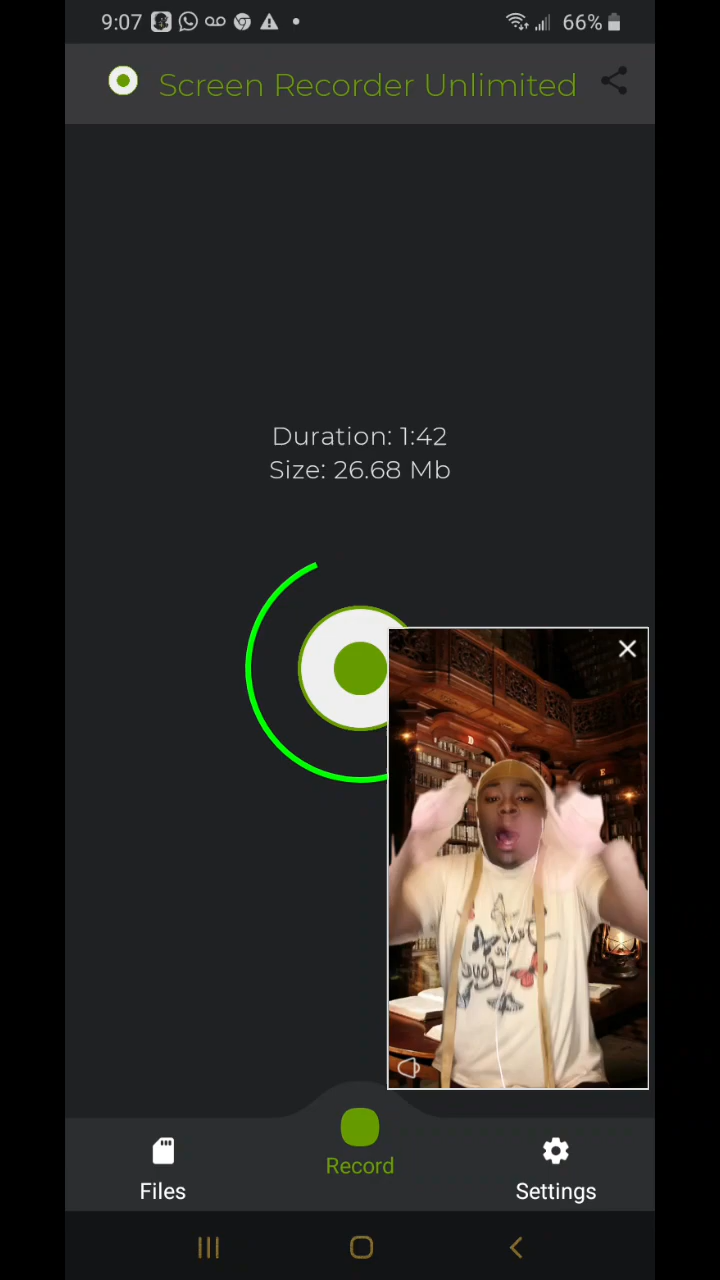 9:07
66%
Screen Recorder Unlimited
Duration: 1:42
Size: 26.68 Mb
D
E
Record
Files
Settings